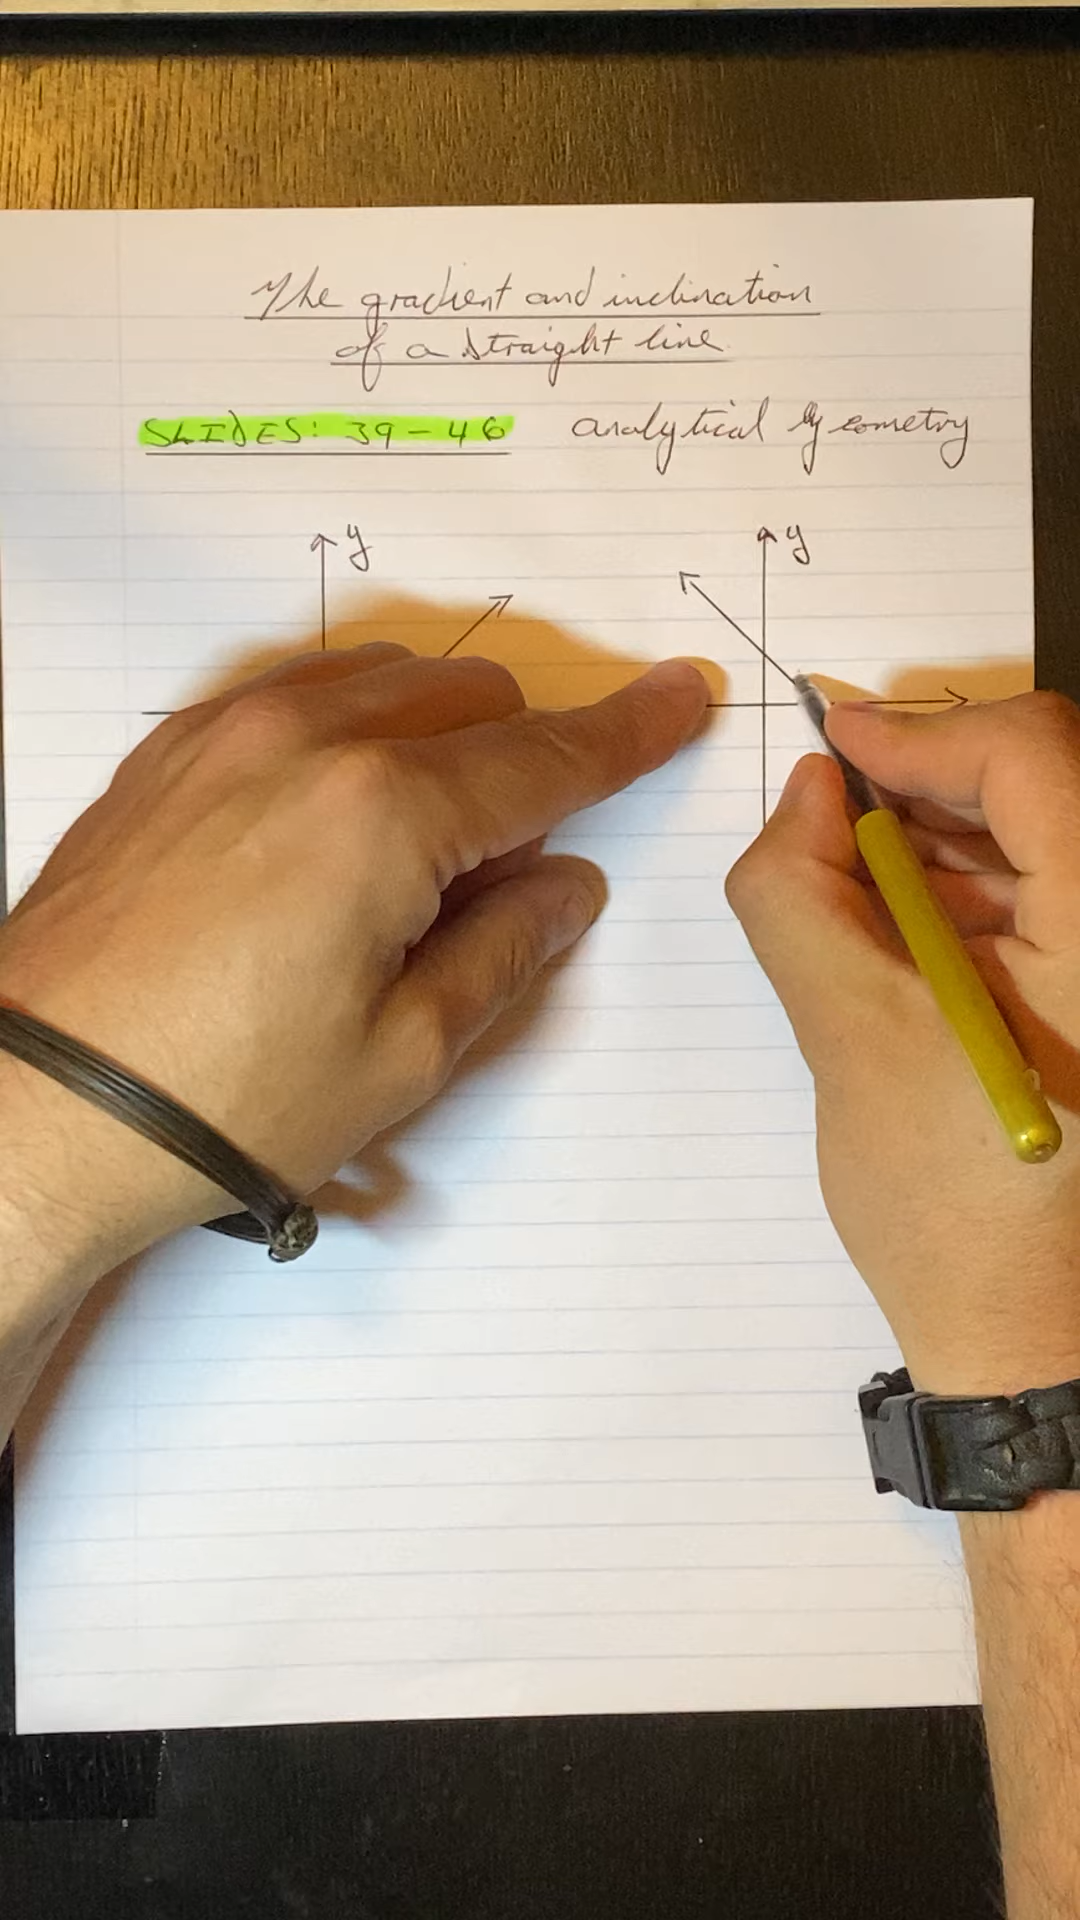 The gradient and inclination
of a straight line
SLIDES: 39-46 analytical geometry
y y